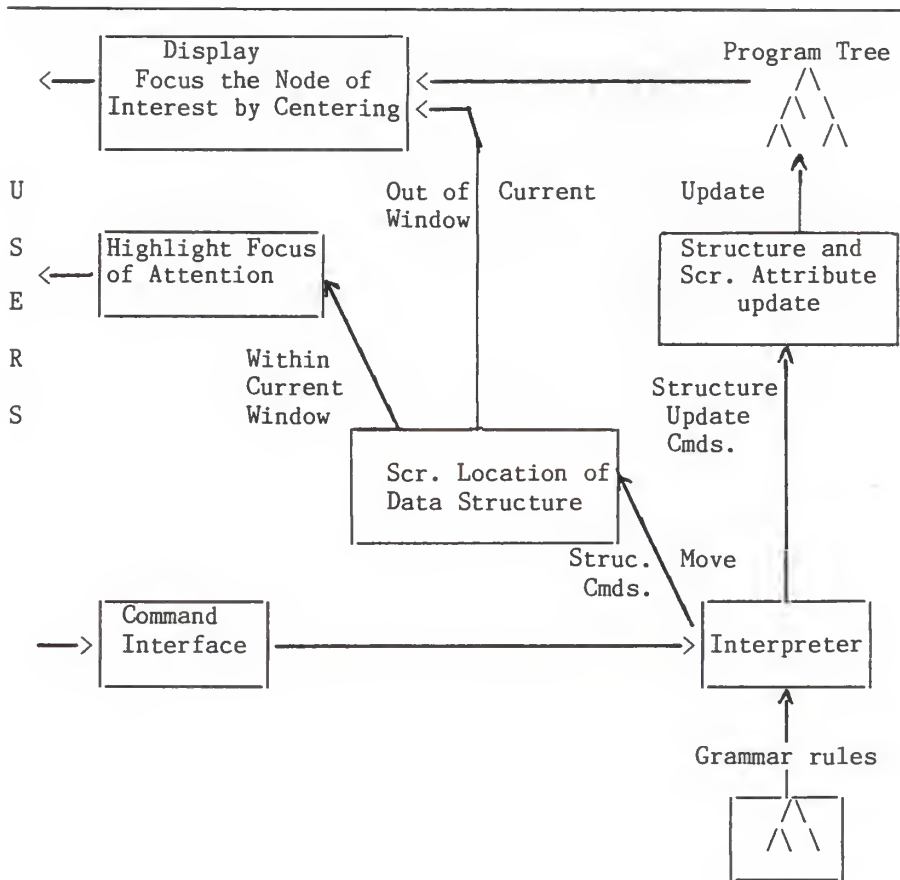 Display
Focus the Node of
Interest by Centering
Program Tree
U
S
E
R
S
Out of Current
Window
Update
Highlight Focus
of Attention
Structure and
Scr. Attribute
update
Within
Current
Window
Structure
Update
Cmds.
Scr. Location of
Data Structure
Struc. Move
Cmds.
Command
Interface
Interpreter
Grammar rules